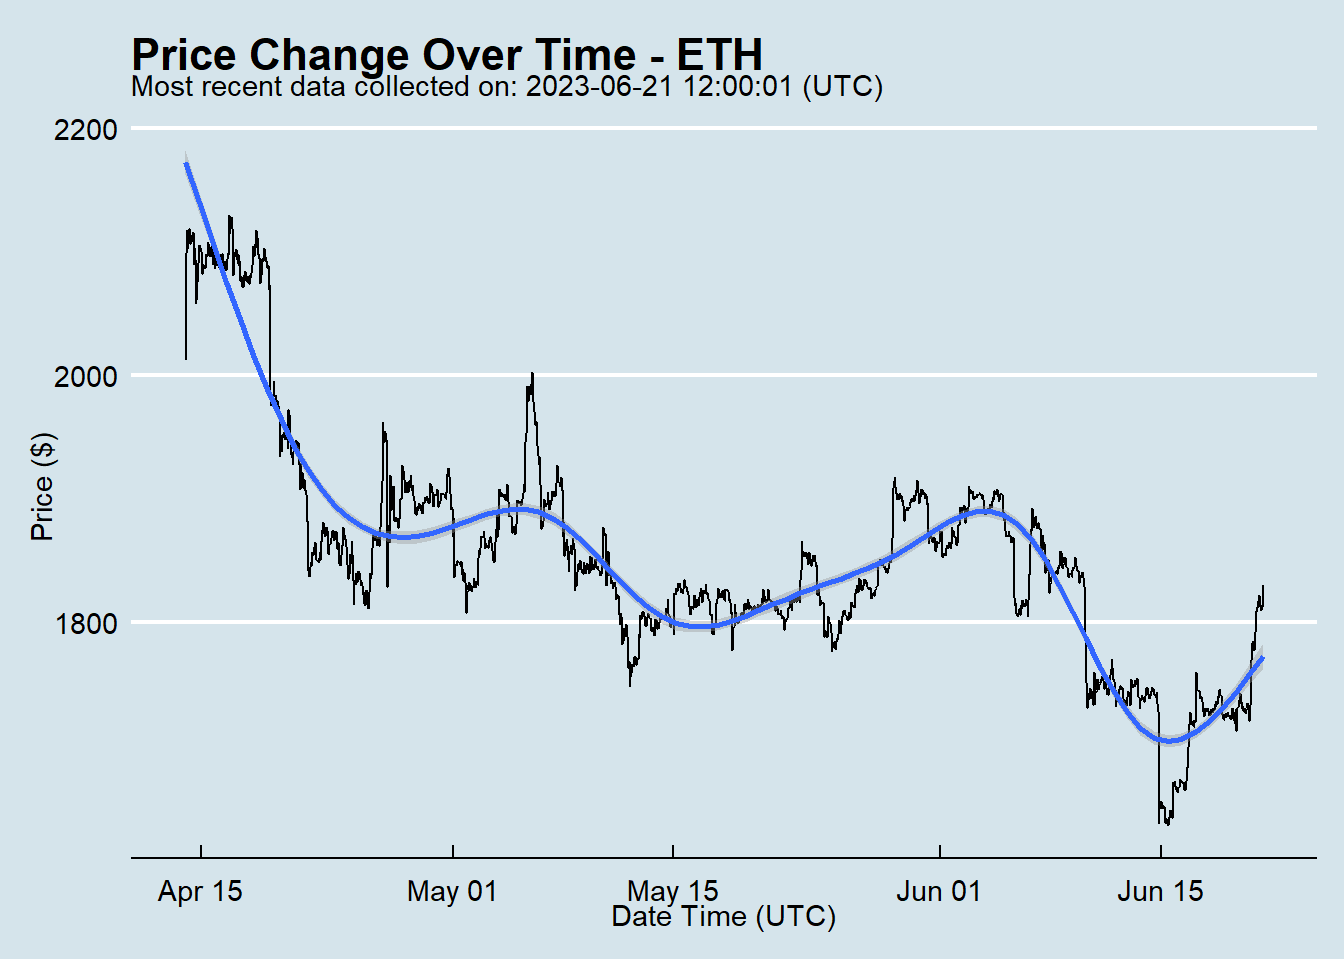 Price Change Over Time - ETH
Most recent data collected on: 2023-06-21 12:00:01 (UTC)
2200
2000
1800
Price ($)
Apr 15
May 01
May 15
Jun 01
Jun 15
Date Time (UTC)